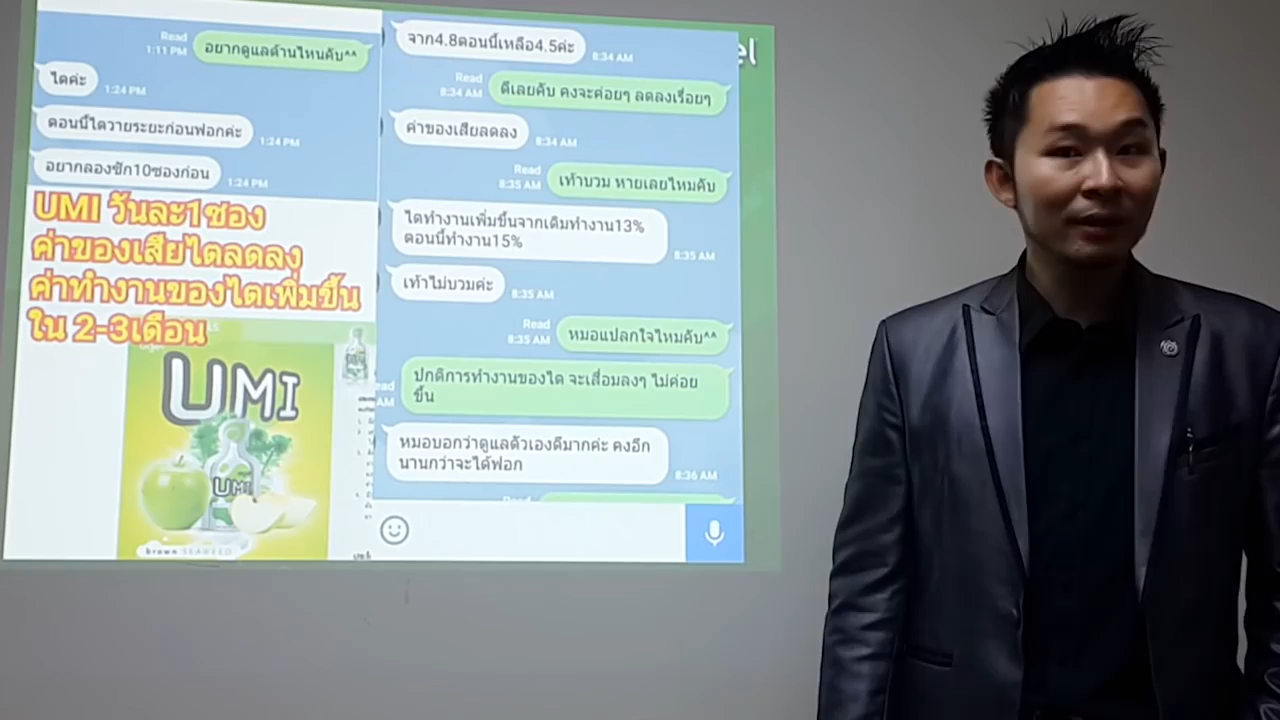 Read
1:11 PM
อยากดูแลด้านไหนคับ^^
ไตค่ะ
1:24 PM
ตอนนี้ไตวายระยะก่อนฟอกค่ะ
1:24 PM
อยากลองซัก10ซองก่อน
1:24 PM
UMI วันละ1ซอง
ค่าของเสียไตลดลง
ค่าทำงานของไตเพิ่มขึ้น
ใน 2-3เดือน
UMI
UMI
brown SEAWEED
จาก4.8ตอนนี้เหลือ4.5ค่ะ
8:34 AM
Read
8:34 AM
ดีเลยคับ คงจะค่อยๆ ลดลงเรื่อยๆ
ค่าของเสียลดลง
8:34 AM
Read
8:35 AM
เท้าบวม หายเลยไหมคับ
ไตทำงานเพิ่มขึ้นจากเดิมทำงาน13%
ตอนนี้ทำงาน15%
8:35 AM
เท้าไม่บวมค่ะ
8:35 AM
Read
8:35 AM
หมอแปลกใจไหมคับ^^
ead
AM
ปกติการทำงานของไต จะเสื่อมลงๆ ไม่ค่อย
ขึ้น
หมอบอกว่าดูแลตัวเองดีมากค่ะ คงอีก
นานกว่าจะได้ฟอก
8:36 AM
Read
el